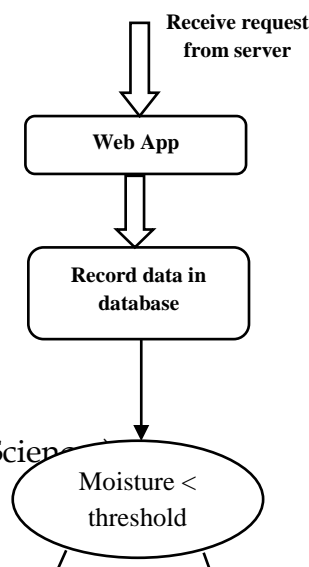 Receive request
from server
Web App
Record data in
database
Moisture <
threshold